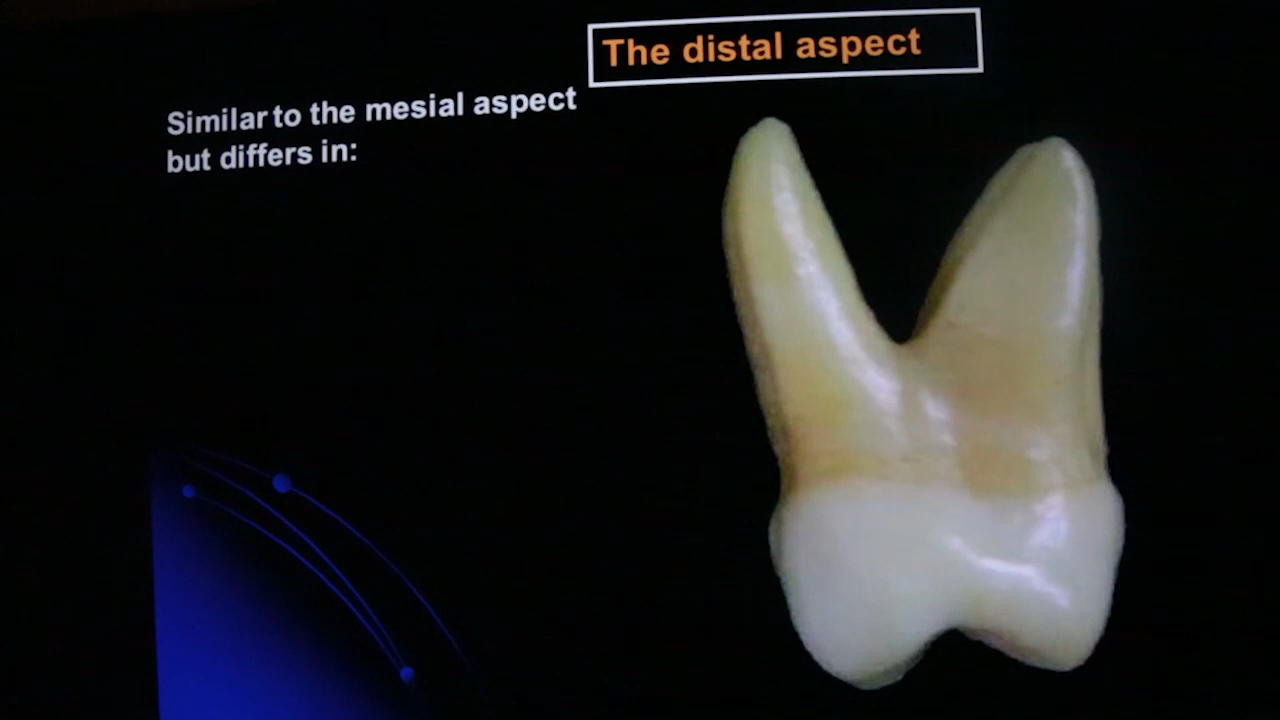 The distal aspect
Similar to the mesial aspect
but differs in: